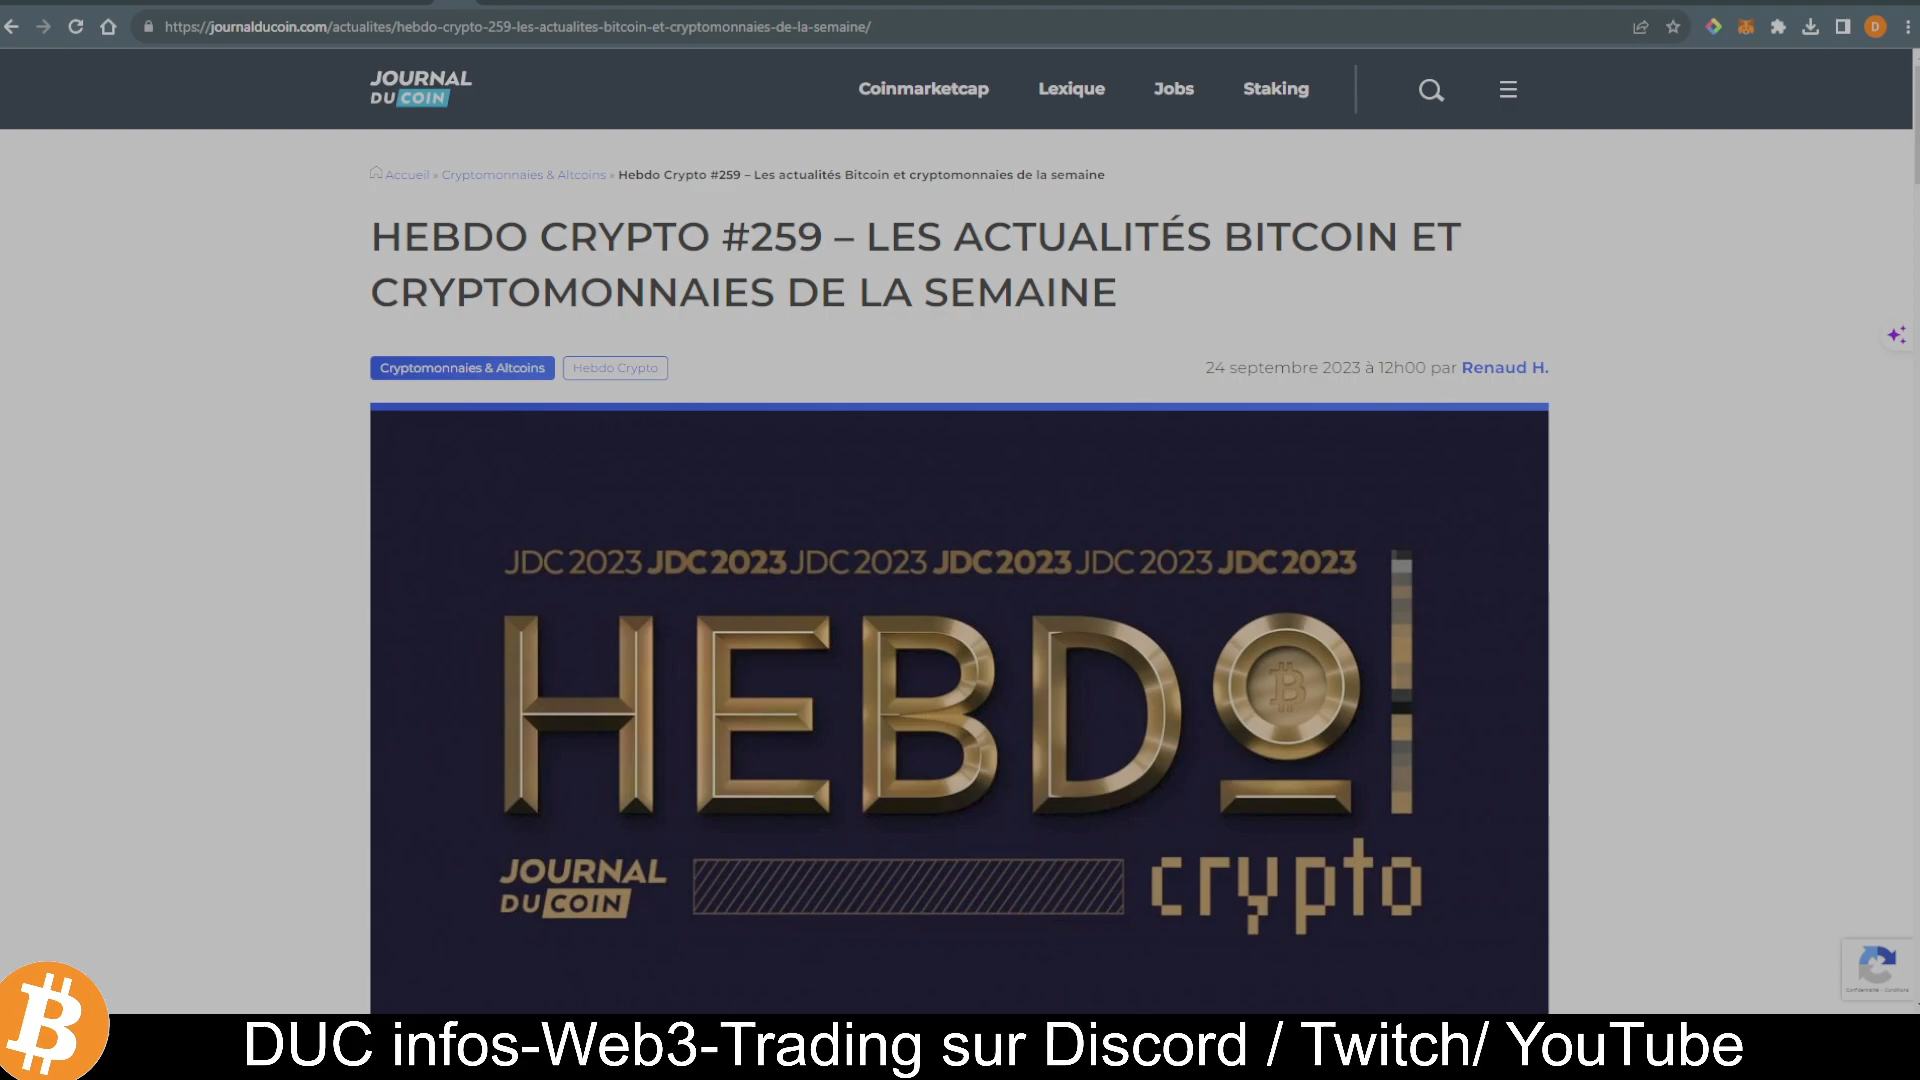 https://journalducoin.com/actualites/hebdo-crypto-259-les-actualites-bitcoin-et-cryptomonnaies-de-la-semaine/
D
JOURNAL
DU COIN
Coinmarketcap
Lexique
Jobs
Staking
Accueil » Cryptomonnaies & Altcoins » Hebdo Crypto #259 – Les actualités Bitcoin et cryptomonnaies de la semaine
HEBDO CRYPTO #259 – LES ACTUALITÉS BITCOIN ET
CRYPTOMONNAIES DE LA SEMAINE
Cryptomonnaies & Altcoins
Hebdo Crypto
24 septembre 2023 à 12h00 par Renaud H.
JDC 2023 JDC 2023 JDC 2023 JDC 2023 JDC 2023 JDC 2023
HEBDO
JOURNAL
DU COIN
crypto
Confidentialité - Conditions
DUC infos-Web3-Trading sur Discord / Twitch/ YouTube